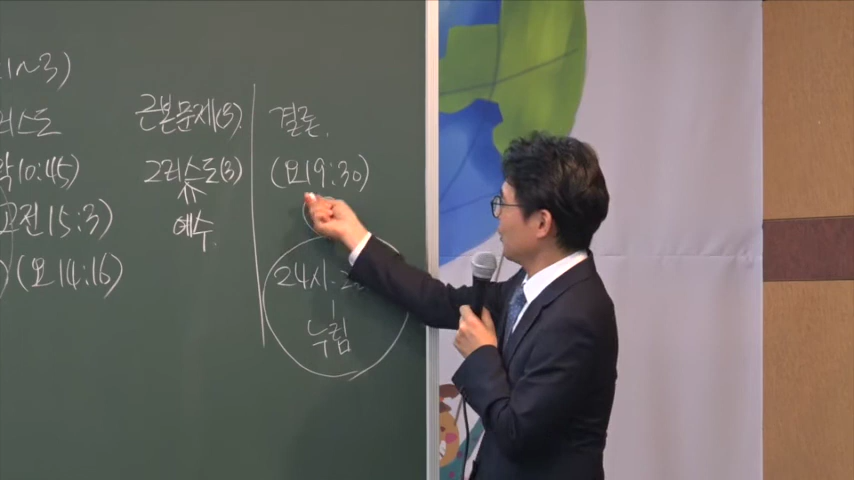 1~3)
리스도
막10:45)
고전15:3)
(요14:16)
근본문제(5).
그리스도(3)
예수.
결론.
(요19:30)
24시
누림